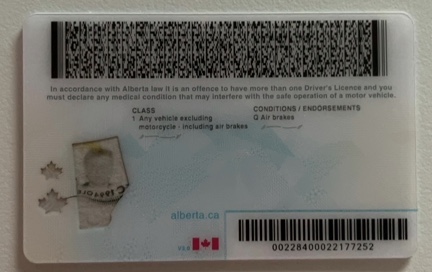 In accordance with Alberta law it is an offence to have more than one Driver's Licence and you
must declare any medical condition that may interfere with the safe operation of a motor vehicle.
CLASS
1 Any vehicle excluding
motorcycle - including air brakes
CONDITIONS / ENDORSEMENTS
Q Air brakes
alberta.ca
00228400022177252